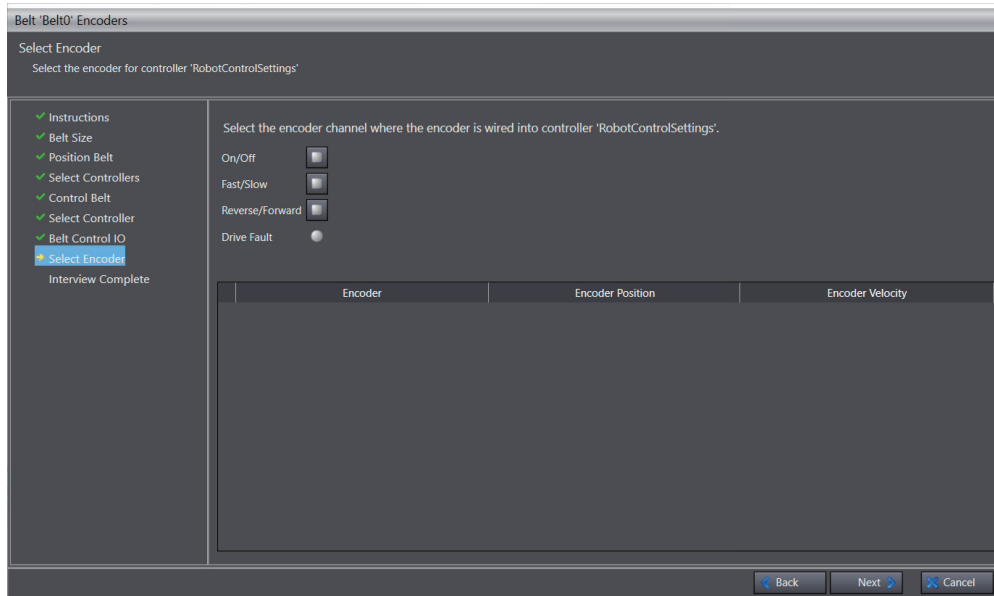 Belt 'Belt0' Encoders
Select Encoder
Select the encoder for controller 'RobotControlSettings'
Instructions
Belt Size
Position Belt
Select Controllers
Control Belt
Select Controller
Belt Control IO
Select Encoder
Interview Complete
Select the encoder channel where the encoder is wired into controller 'RobotControlSettings'.
On/Off
Fast/Slow
Reverse/Forward
Drive Fault
Encoder Encoder Position Encoder Velocity
Back Next Cancel